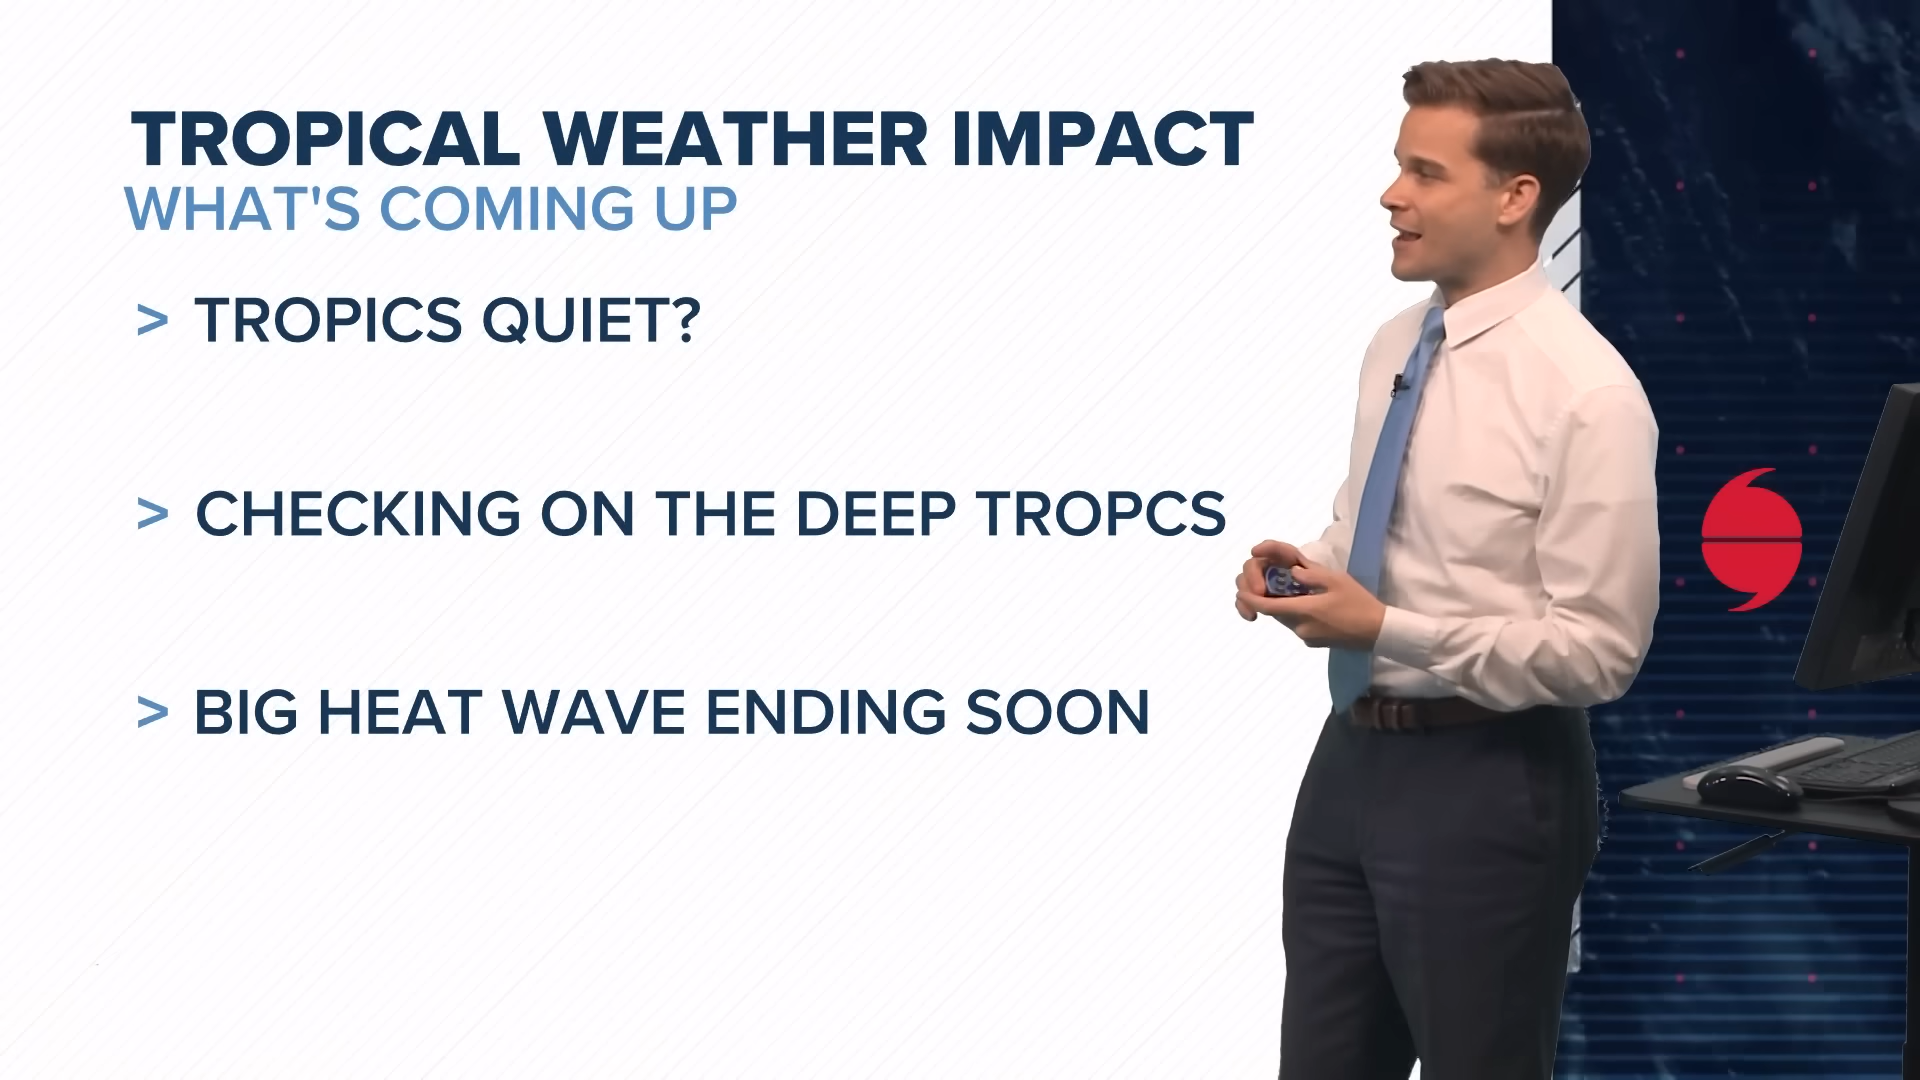 TROPICAL WEATHER IMPACT
WHAT'S COMING UP
> TROPICS QUIET?
> CHECKING ON THE DEEP TROPCS
> BIG HEAT WAVE ENDING SOON